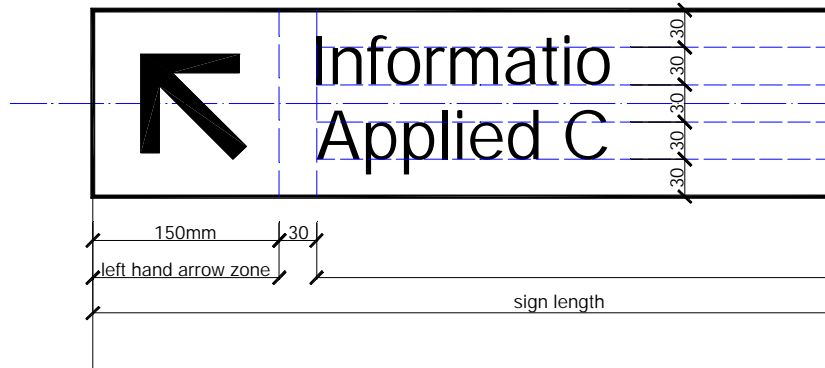 Informatio
Applied C
30
30
30
30
30
150mm
30
left hand arrow zone
sign length